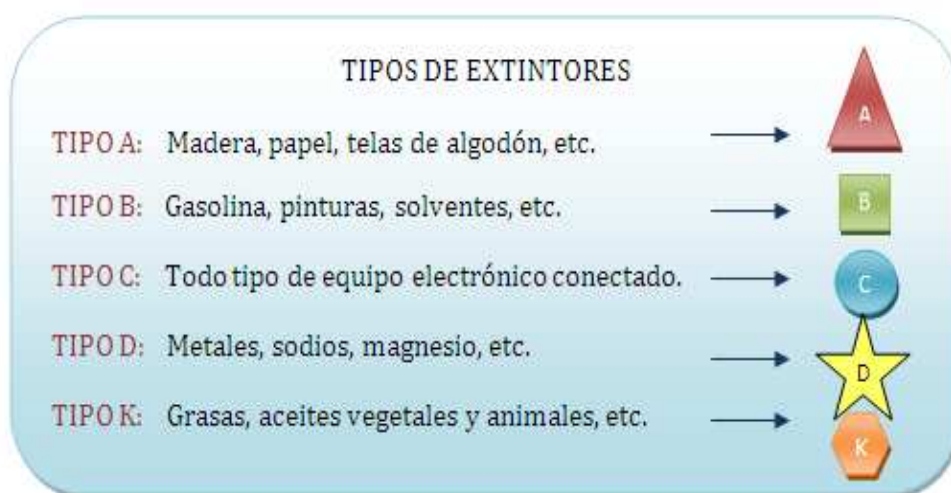 TIPOS DE EXTINTORES
TIPO A: Madera, papel, telas de algodón, etc.
A
TIPO B: Gasolina, pinturas, solventes, etc.
B
TIPO C: Todo tipo de equipo electrónico conectado.
C
TIPO D: Metales, sodios, magnesio, etc.
D
TIPO K: Grasas, aceites vegetales y animales, etc.
K